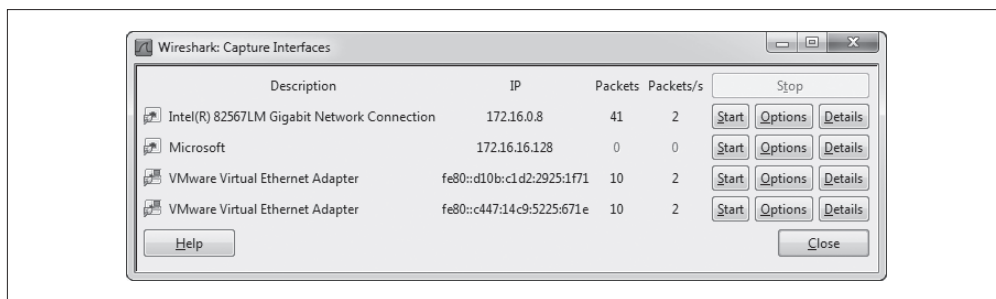 Wireshark: Capture Interfaces
Description IP Packets Packets/s Stop
Intel(R) 82567LM Gigabit Network Connection 172.16.0.8 41 2 Start Options Details
Microsoft 172.16.16.128 0 0 Start Options Details
VMware Virtual Ethernet Adapter fe80::d10b:c1d2:2925:1f71 10 2 Start Options Details
VMware Virtual Ethernet Adapter fe80::c447:14c9:5225:671e 10 2 Start Options Details
Help Close